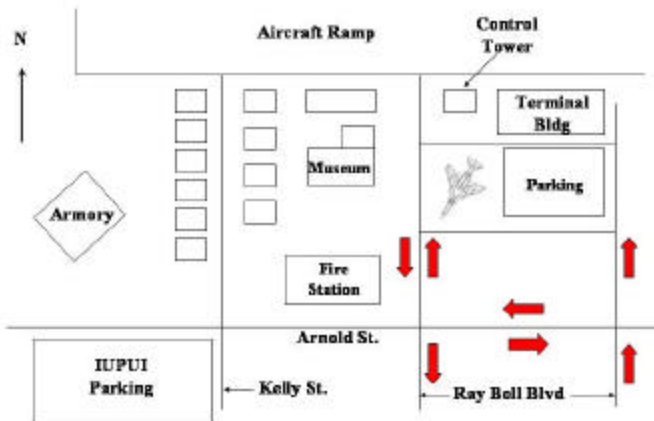 N
Aircraft Ramp
Control
Tower
Terminal
Bldg
Museum
Parking
Armory
Fire
Station
Arnold St.
IUPUI
Parking
Kelly St.
Ray Boll Blvd